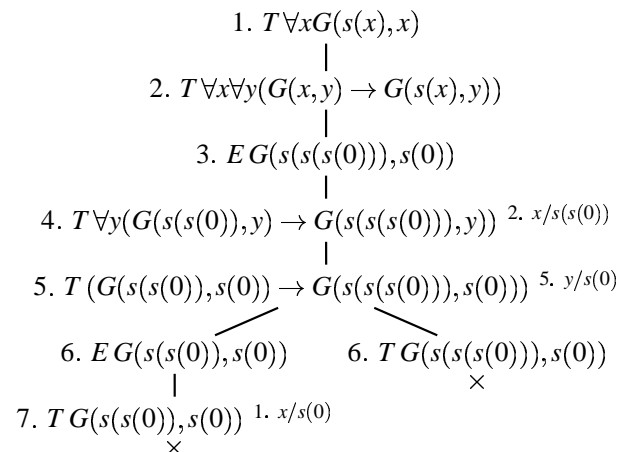 1. T ∀xG(s(x),x)
2. T ∀x∀y(G(x,y) → G(s(x),y))
3. E G(s(s(s(0))),s(0))
4. T ∀y(G(s(s(0)),y) → G(s(s(s(0))),y)) 2. x/s(s(0))
5. T (G(s(s(0)),s(0)) → G(s(s(s(0))),s(0))) 5. y/s(0)
6. E G(s(s(0)),s(0)) 6. T G(s(s(s(0))),s(0))
×
7. T G(s(s(0)),s(0)) 1. x/s(0)
×